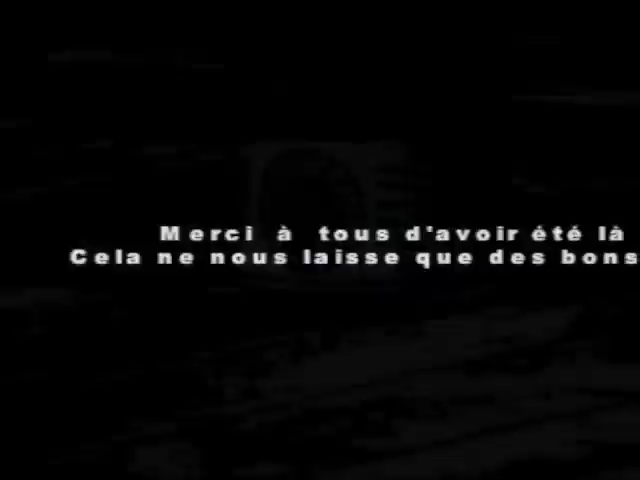 Merci à tous d'avoir été là
Cela ne nous laisse que des bons